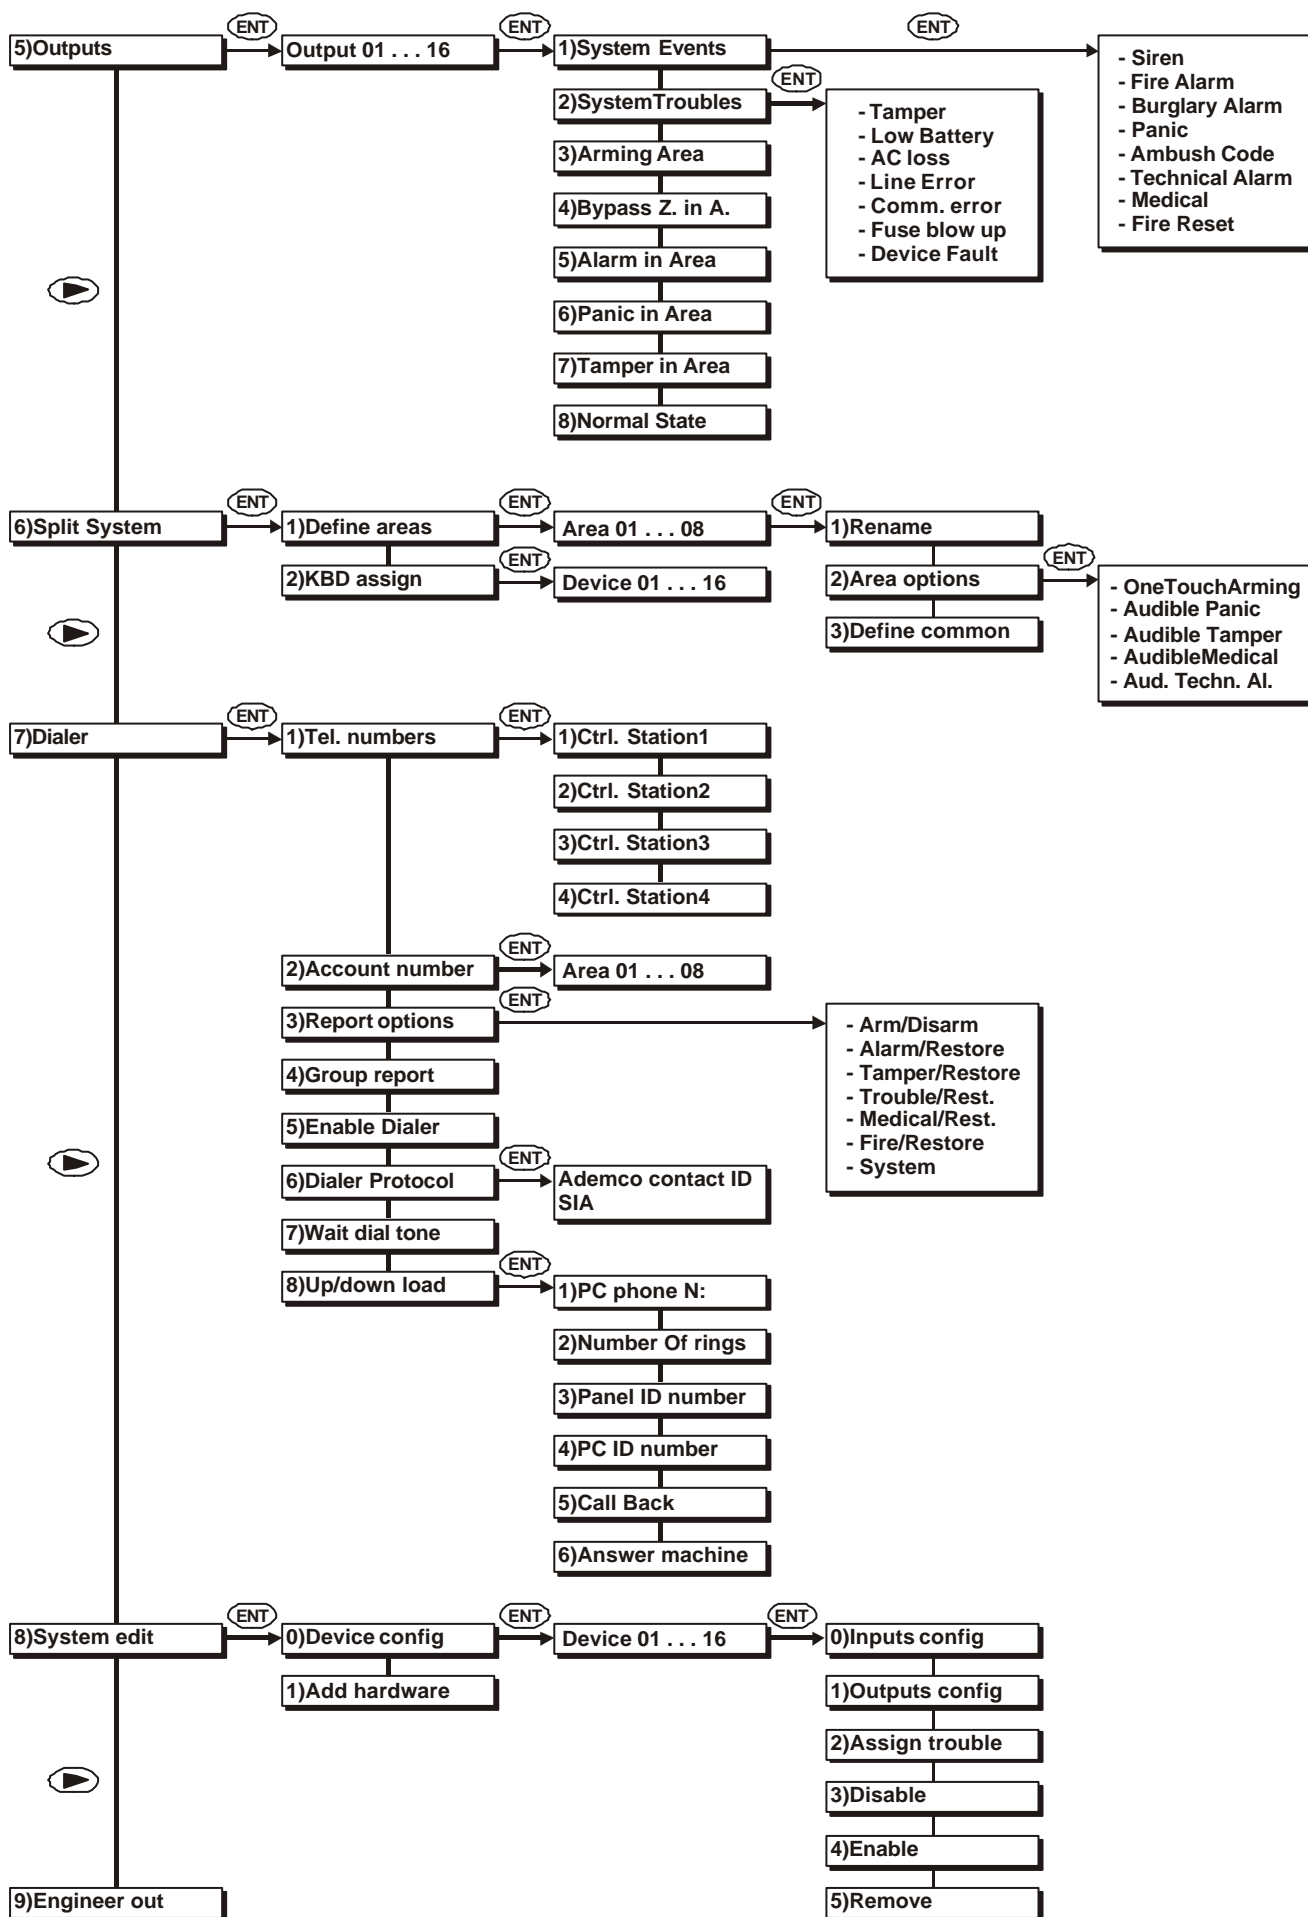 ENT
ENT
ENT
5)Outputs
Output 01 . . . 16
1)System Events
- Siren
- Fire Alarm
- Burglary Alarm
- Panic
- Ambush Code
- Technical Alarm
- Medical
- Fire Reset
ENT
2)SystemTroubles
- Tamper
- Low Battery
- AC loss
- Line Error
- Comm. error
- Fuse blow up
- Device Fault
3)Arming Area
4)Bypass Z. in A.
5)Alarm in Area
6)Panic in Area
7)Tamper in Area
8)Normal State
ENT
ENT
ENT
6)Split System
1)Define areas
Area 01 . . . 08
1)Rename
ENT
ENT
2)KBD assign
Device 01 . . . 16
2)Area options
- OneTouchArming
- Audible Panic
- Audible Tamper
- AudibleMedical
- Aud. Techn. Al.
3)Define common
ENT
ENT
7)Dialer
1)Tel. numbers
1)Ctrl. Station1
2)Ctrl. Station2
3)Ctrl. Station3
4)Ctrl. Station4
ENT
2)Account number
Area 01 . . . 08
ENT
3)Report options
- Arm/Disarm
- Alarm/Restore
- Tamper/Restore
- Trouble/Rest.
- Medical/Rest.
- Fire/Restore
- System
4)Group report
5)Enable Dialer
ENT
6)Dialer Protocol
Ademco contact ID
SIA
7)Wait dial tone
ENT
8)Up/down load
1)PC phone N:
2)Number Of rings
3)Panel ID number
4)PC ID number
5)Call Back
6)Answer machine
ENT
ENT
ENT
8)System edit
0)Device config
Device 01 . . . 16
0)Inputs config
1)Add hardware
1)Outputs config
2)Assign trouble
3)Disable
4)Enable
9)Engineer out
5)Remove